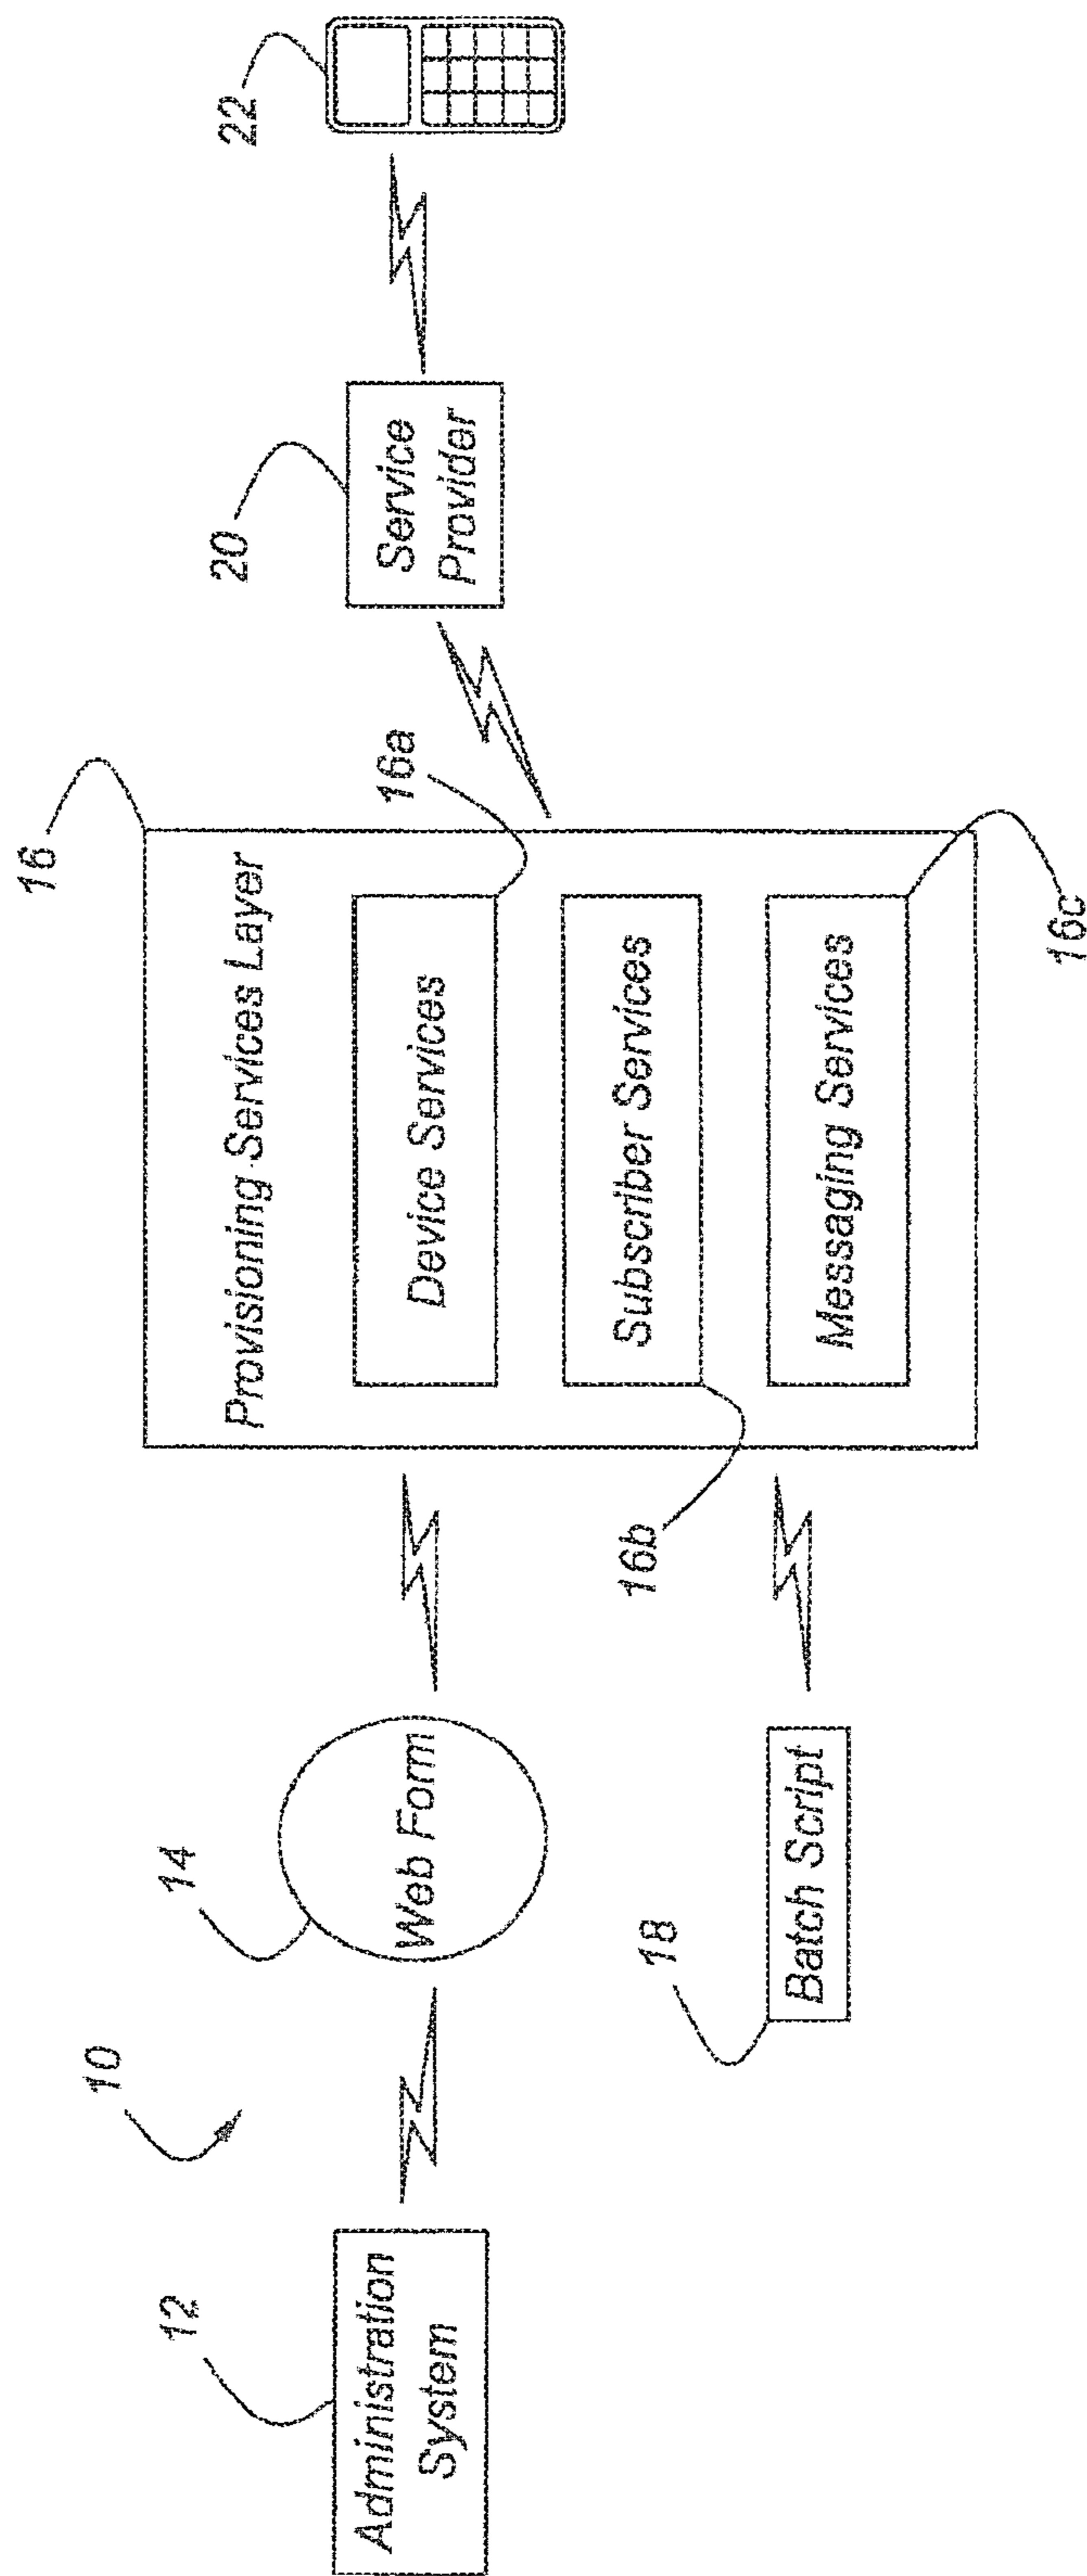 10
12
Administration
System
14
Web Form
18
Batch Script
16
Provisioning Services Layer
16a
Device Services
16b
Subscriber Services
16c
Messaging Services
20
Service
Provider
22